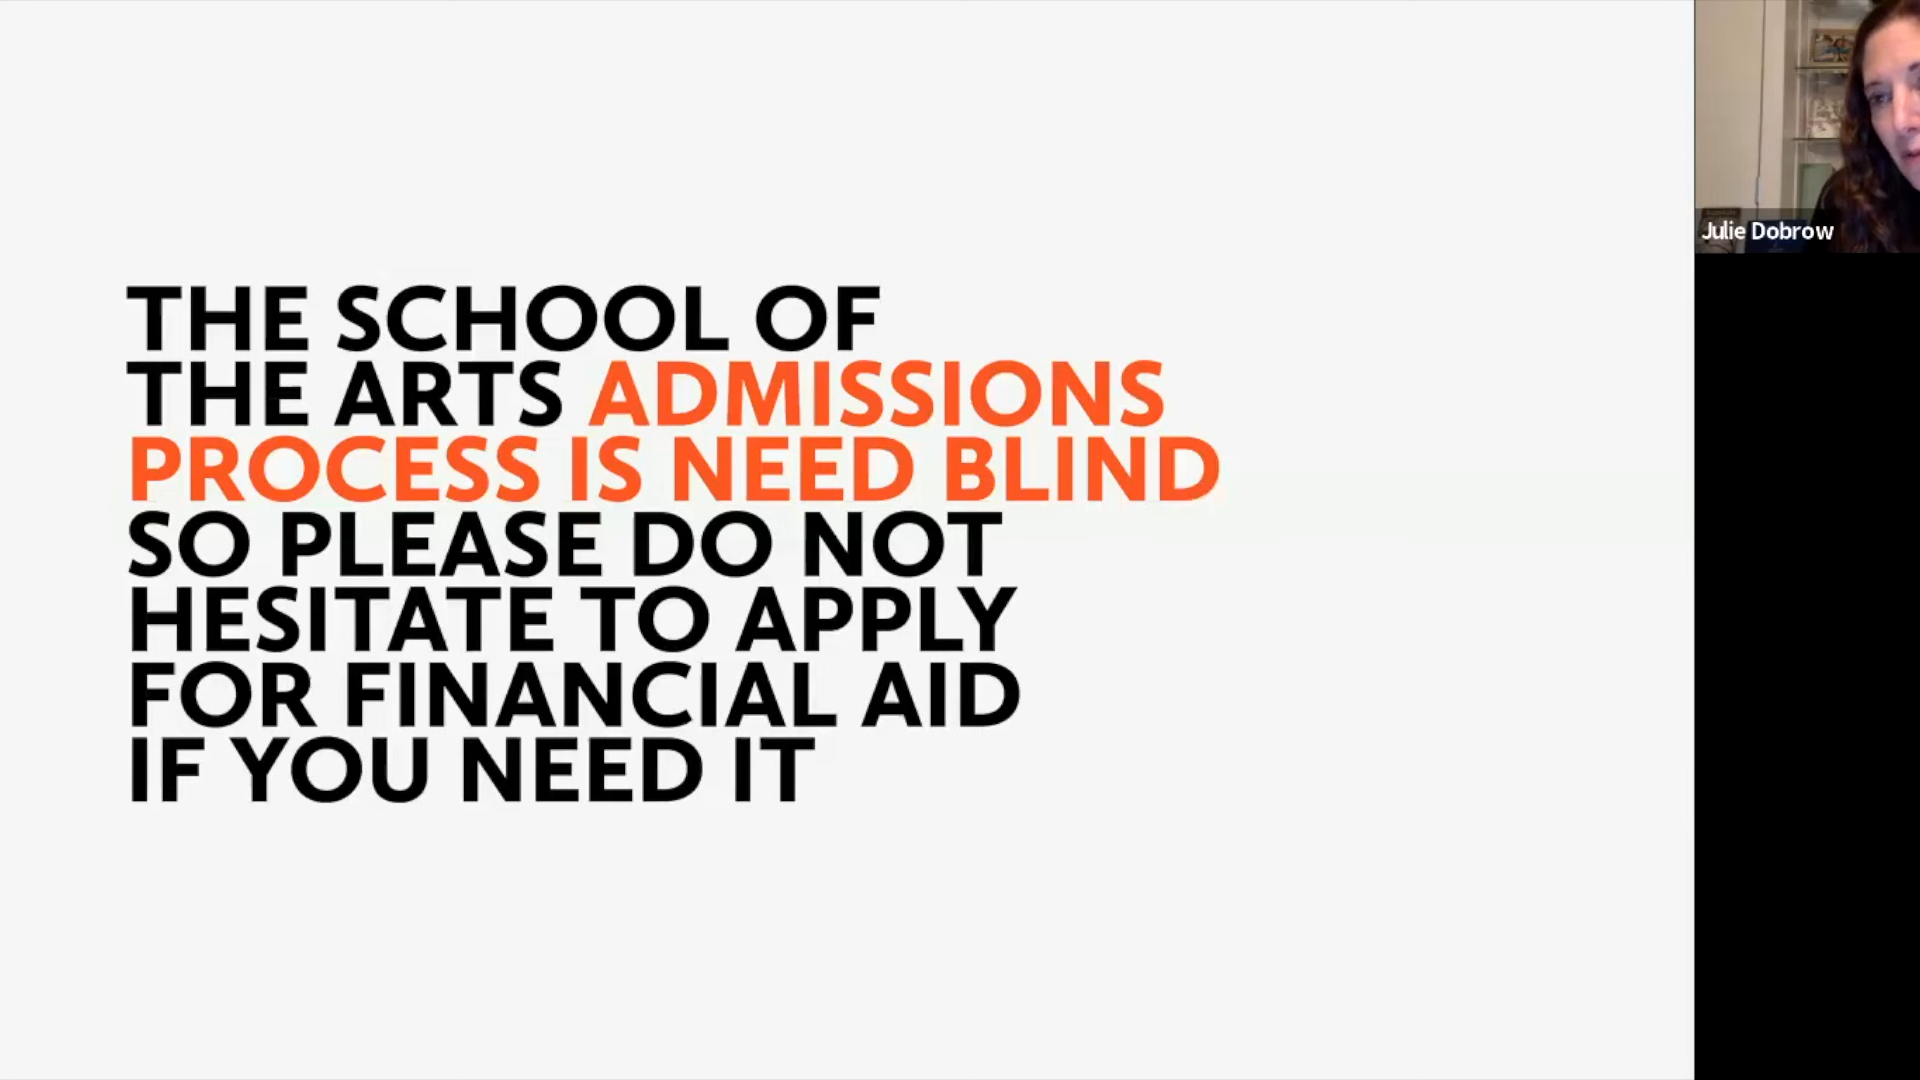 THE SCHOOL OF
THE ARTS ADMISSIONS
PROCESS IS NEED BLIND
SO PLEASE DO NOT
HESITATE TO APPLY
FOR FINANCIAL AID
IF YOU NEED IT
Julie Dobrow